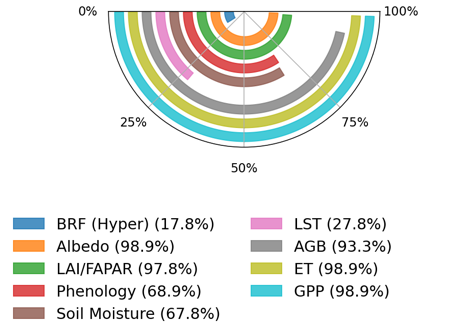 0% 100%
25% 75%
50%
BRF (Hyper) (17.8%) LST (27.8%)
Albedo (98.9%) AGB (93.3%)
LAI/FAPAR (97.8%) ET (98.9%)
Phenology (68.9%) GPP (98.9%)
Soil Moisture (67.8%)